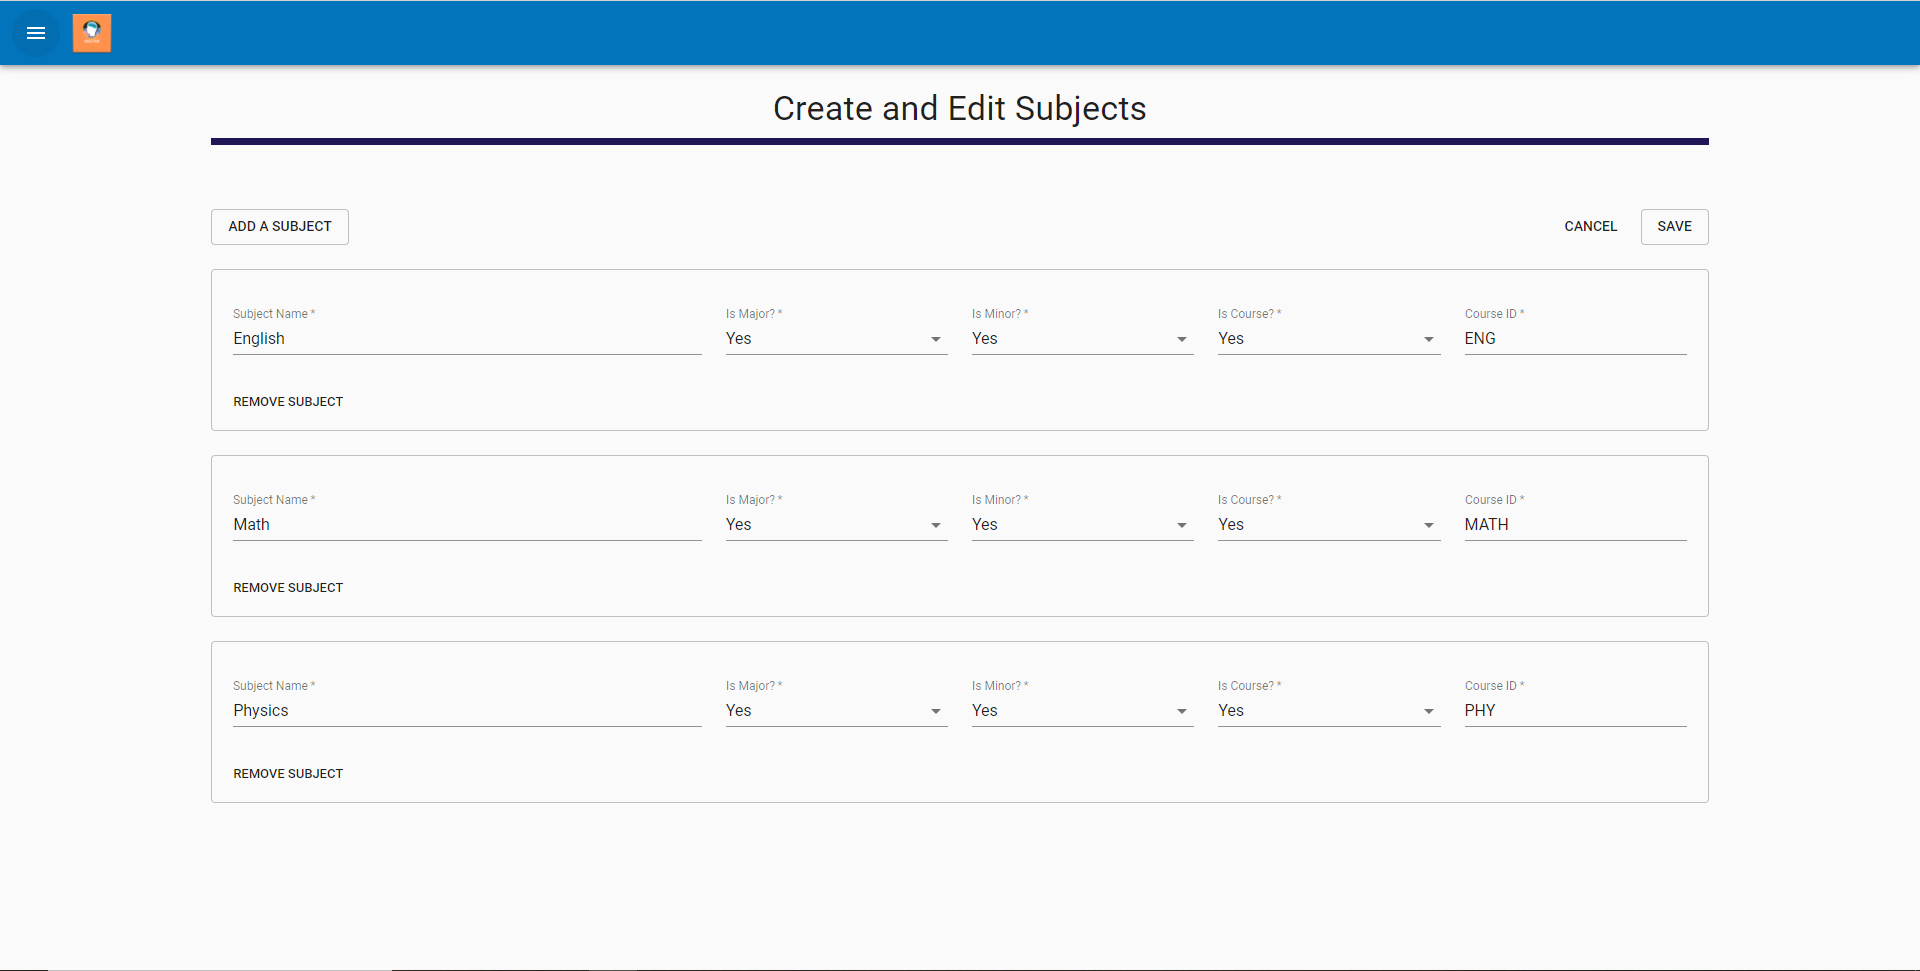 Create and Edit Subjects
ADD A SUBJECT CANCEL SAVE
Subject Name * Is Major? * Is Minor? * Is Course? * Course ID *
English Yes Yes Yes ENG
REMOVE SUBJECT
Subject Name * Is Major? * Is Minor? * Is Course? * Course ID *
Math Yes Yes Yes MATH
REMOVE SUBJECT
Subject Name * Is Major? * Is Minor? * Is Course? * Course ID *
Physics Yes Yes Yes PHY
REMOVE SUBJECT